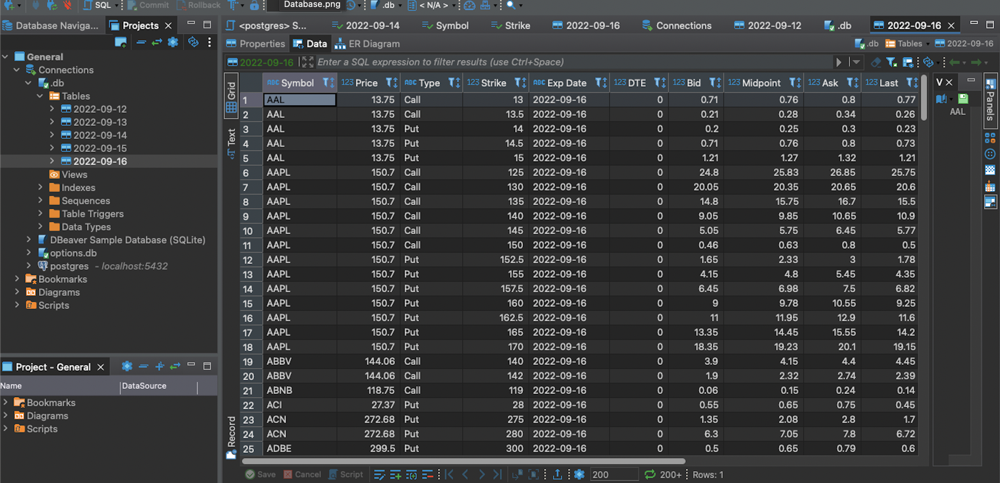 SQL Commit Rollback Database.png .db < N/A >
Database Naviga... Projects
General
Connections
.db
Tables
2022-09-12
2022-09-13
2022-09-14
2022-09-15
2022-09-16
Views
Indexes
Sequences
Table Triggers
Data Types
DBeaver Sample Database (SQLite)
options.db
postgres - localhost:5432
Bookmarks
Diagrams
Scripts
Project - General
Name DataSource
Bookmarks
Diagrams
Scripts
<postgres> S... 2022-09-14 Symbol Strike 2022-09-16 Connections 2022-09-12 .db 2022-09-16
Properties Data ER Diagram .db Tables 2022-09-16
2022-09-16 Enter a SQL expression to filter results (use Ctrl+Space)
Grid
Text
Record
ABC Symbol 123 Price ABC Type 123 Strike ABC Exp Date 123 DTE 123 Bid 123 Midpoint 123 Ask 123 Last
1 AAL 13.75 Call 13 2022-09-16 0 0.71 0.76 0.8 0.77
2 AAL 13.75 Call 13.5 2022-09-16 0 0.21 0.28 0.34 0.26
3 AAL 13.75 Put 14 2022-09-16 0 0.2 0.25 0.3 0.23
4 AAL 13.75 Put 14.5 2022-09-16 0 0.71 0.76 0.8 0.73
5 AAL 13.75 Put 15 2022-09-16 0 1.21 1.27 1.32 1.21
6 AAPL 150.7 Call 125 2022-09-16 0 24.8 25.83 26.85 25.75
7 AAPL 150.7 Call 130 2022-09-16 0 20.05 20.35 20.65 20.6
8 AAPL 150.7 Call 135 2022-09-16 0 14.8 15.75 16.7 15.5
9 AAPL 150.7 Call 140 2022-09-16 0 9.05 9.85 10.65 10.9
10 AAPL 150.7 Call 145 2022-09-16 0 5.05 5.75 6.45 5.77
11 AAPL 150.7 Call 150 2022-09-16 0 0.46 0.63 0.8 0.5
12 AAPL 150.7 Put 152.5 2022-09-16 0 1.65 2.33 3 1.78
13 AAPL 150.7 Put 155 2022-09-16 0 4.15 4.8 5.45 4.35
14 AAPL 150.7 Put 157.5 2022-09-16 0 6.45 6.98 7.5 6.82
15 AAPL 150.7 Put 160 2022-09-16 0 9 9.78 10.55 9.25
16 AAPL 150.7 Put 162.5 2022-09-16 0 11 11.95 12.9 11.6
17 AAPL 150.7 Put 165 2022-09-16 0 13.35 14.45 15.55 14.2
18 AAPL 150.7 Put 170 2022-09-16 0 18.35 19.23 20.1 19.15
19 ABBV 144.06 Call 140 2022-09-16 0 3.9 4.15 4.4 4.45
20 ABBV 144.06 Call 142 2022-09-16 0 1.9 2.32 2.74 2.39
21 ABNB 118.75 Call 119 2022-09-16 0 0.06 0.15 0.24 0.14
22 ACI 27.37 Put 28 2022-09-16 0 0.55 0.65 0.75 0.45
23 ACN 272.68 Put 275 2022-09-16 0 1.35 2.08 2.8 1.7
24 ACN 272.68 Put 280 2022-09-16 0 6.3 7.05 7.8 6.72
25 ADBE 299.5 Put 300 2022-09-16 0 0.5 0.65 0.79 0.6
V
AAL
Panels
Save Cancel Script 200 200+ Rows: 1